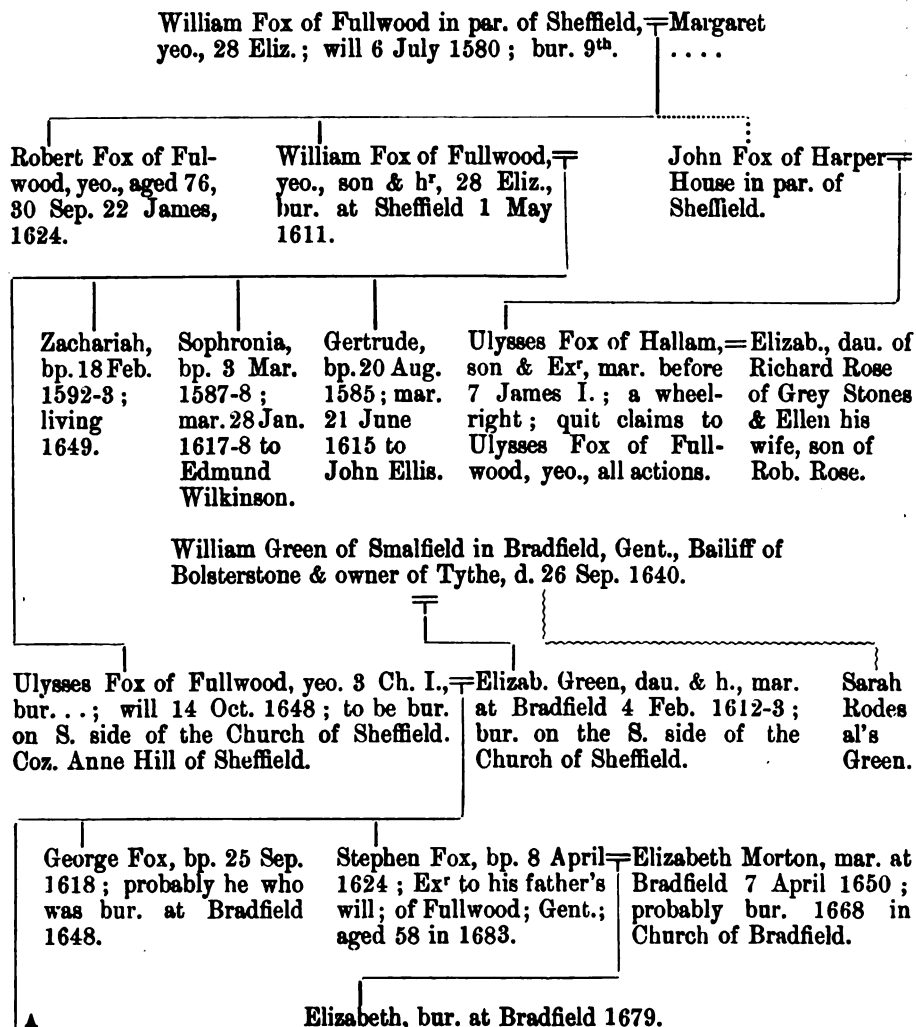 William Fox of Fullwood in par. of Sheffield,
yeo., 28 Eliz.; will 6 July 1580; bur. 9th.
Margaret
. . . .
Robert Fox of Ful-
wood, yeo., aged 76,
30 Sep. 22 James,
1624.
William Fox of Fullwood,
yeo., son & hr, 28 Eliz.,
bur. at Sheffield 1 May
1611.
John Fox of Harper
House in par. of
Sheffield.
Zachariah,
bp. 18 Feb.
1592-3;
living
1649.
Sophronia,
bp. 3 Mar.
1587-8;
mar. 28 Jan.
1617-8 to
Edmund
Wilkinson.
Gertrude,
bp. 20 Aug.
1585; mar.
21 June
1615 to
John Ellis.
Ulysses Fox of Hallam,
son & Exr, mar. before
7 James I.; a wheel-
right; quit claims to
Ulysses Fox of Full-
wood, yeo., all actions.
Elizab., dau. of
Richard Rose
of Grey Stones
& Ellen his
wife, son of
Rob. Rose.
William Green of Smalfield in Bradfield, Gent., Bailiff of
Bolsterstone & owner of Tythe, d. 26 Sep. 1640.
Ulysses Fox of Fullwood, yeo. 3 Ch. I.,
bur...; will 14 Oct. 1648; to be bur.
on S. side of the Church of Sheffield.
Coz. Anne Hill of Sheffield.
Elizab. Green, dau. & h., mar.
at Bradfield 4 Feb. 1612-3;
bur. on the S. side of the
Church of Sheffield.
Sarah
Rodes
al's
Green.
George Fox, bp. 25 Sep.
1618; probably he who
was bur. at Bradfield
1648.
Stephen Fox, bp. 8 April
1624; Exr to his father's
will; of Fullwood; Gent.;
aged 58 in 1683.
Elizabeth Morton, mar. at
Bradfield 7 April 1650;
probably bur. 1668 in
Church of Bradfield.
Elizabeth, bur. at Bradfield 1679.